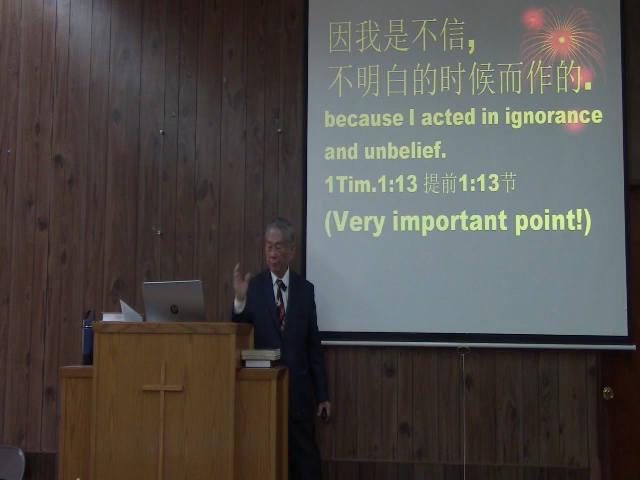 因我是不信,
不明白的时候而作的.
because I acted in ignorance
and unbelief.
1Tim.1:13 提前1:13节
(Very important point!)